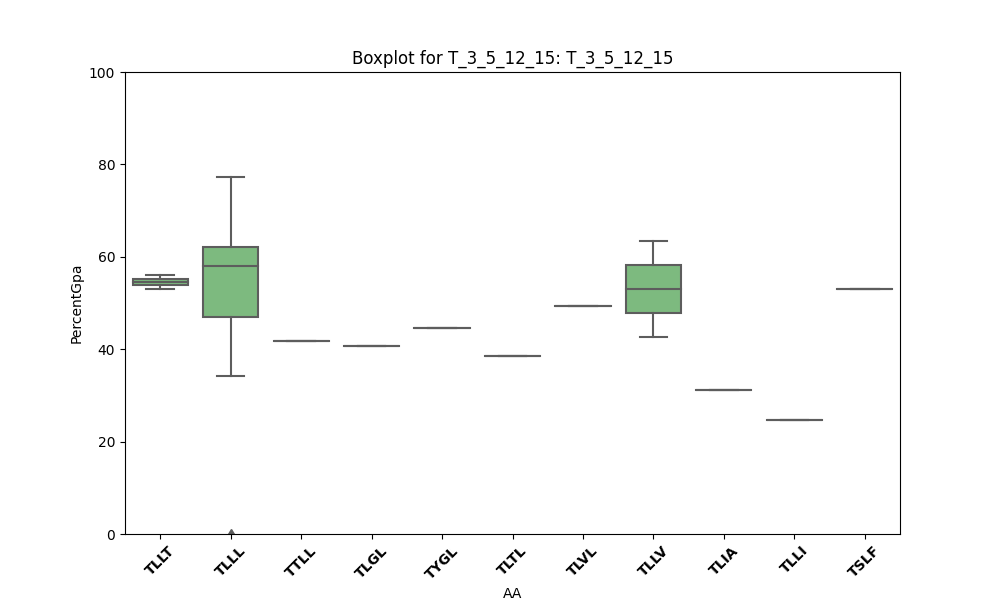 Boxplot for T_3_5_12_15: T_3_5_12_15
100
80
60
40
20
0
PercentGpa
TLLT
TLLL
TTLL
TLGL
TYGL
TLTL
TLVL
TLLV
TLIA
TLLI
TSLF
AA